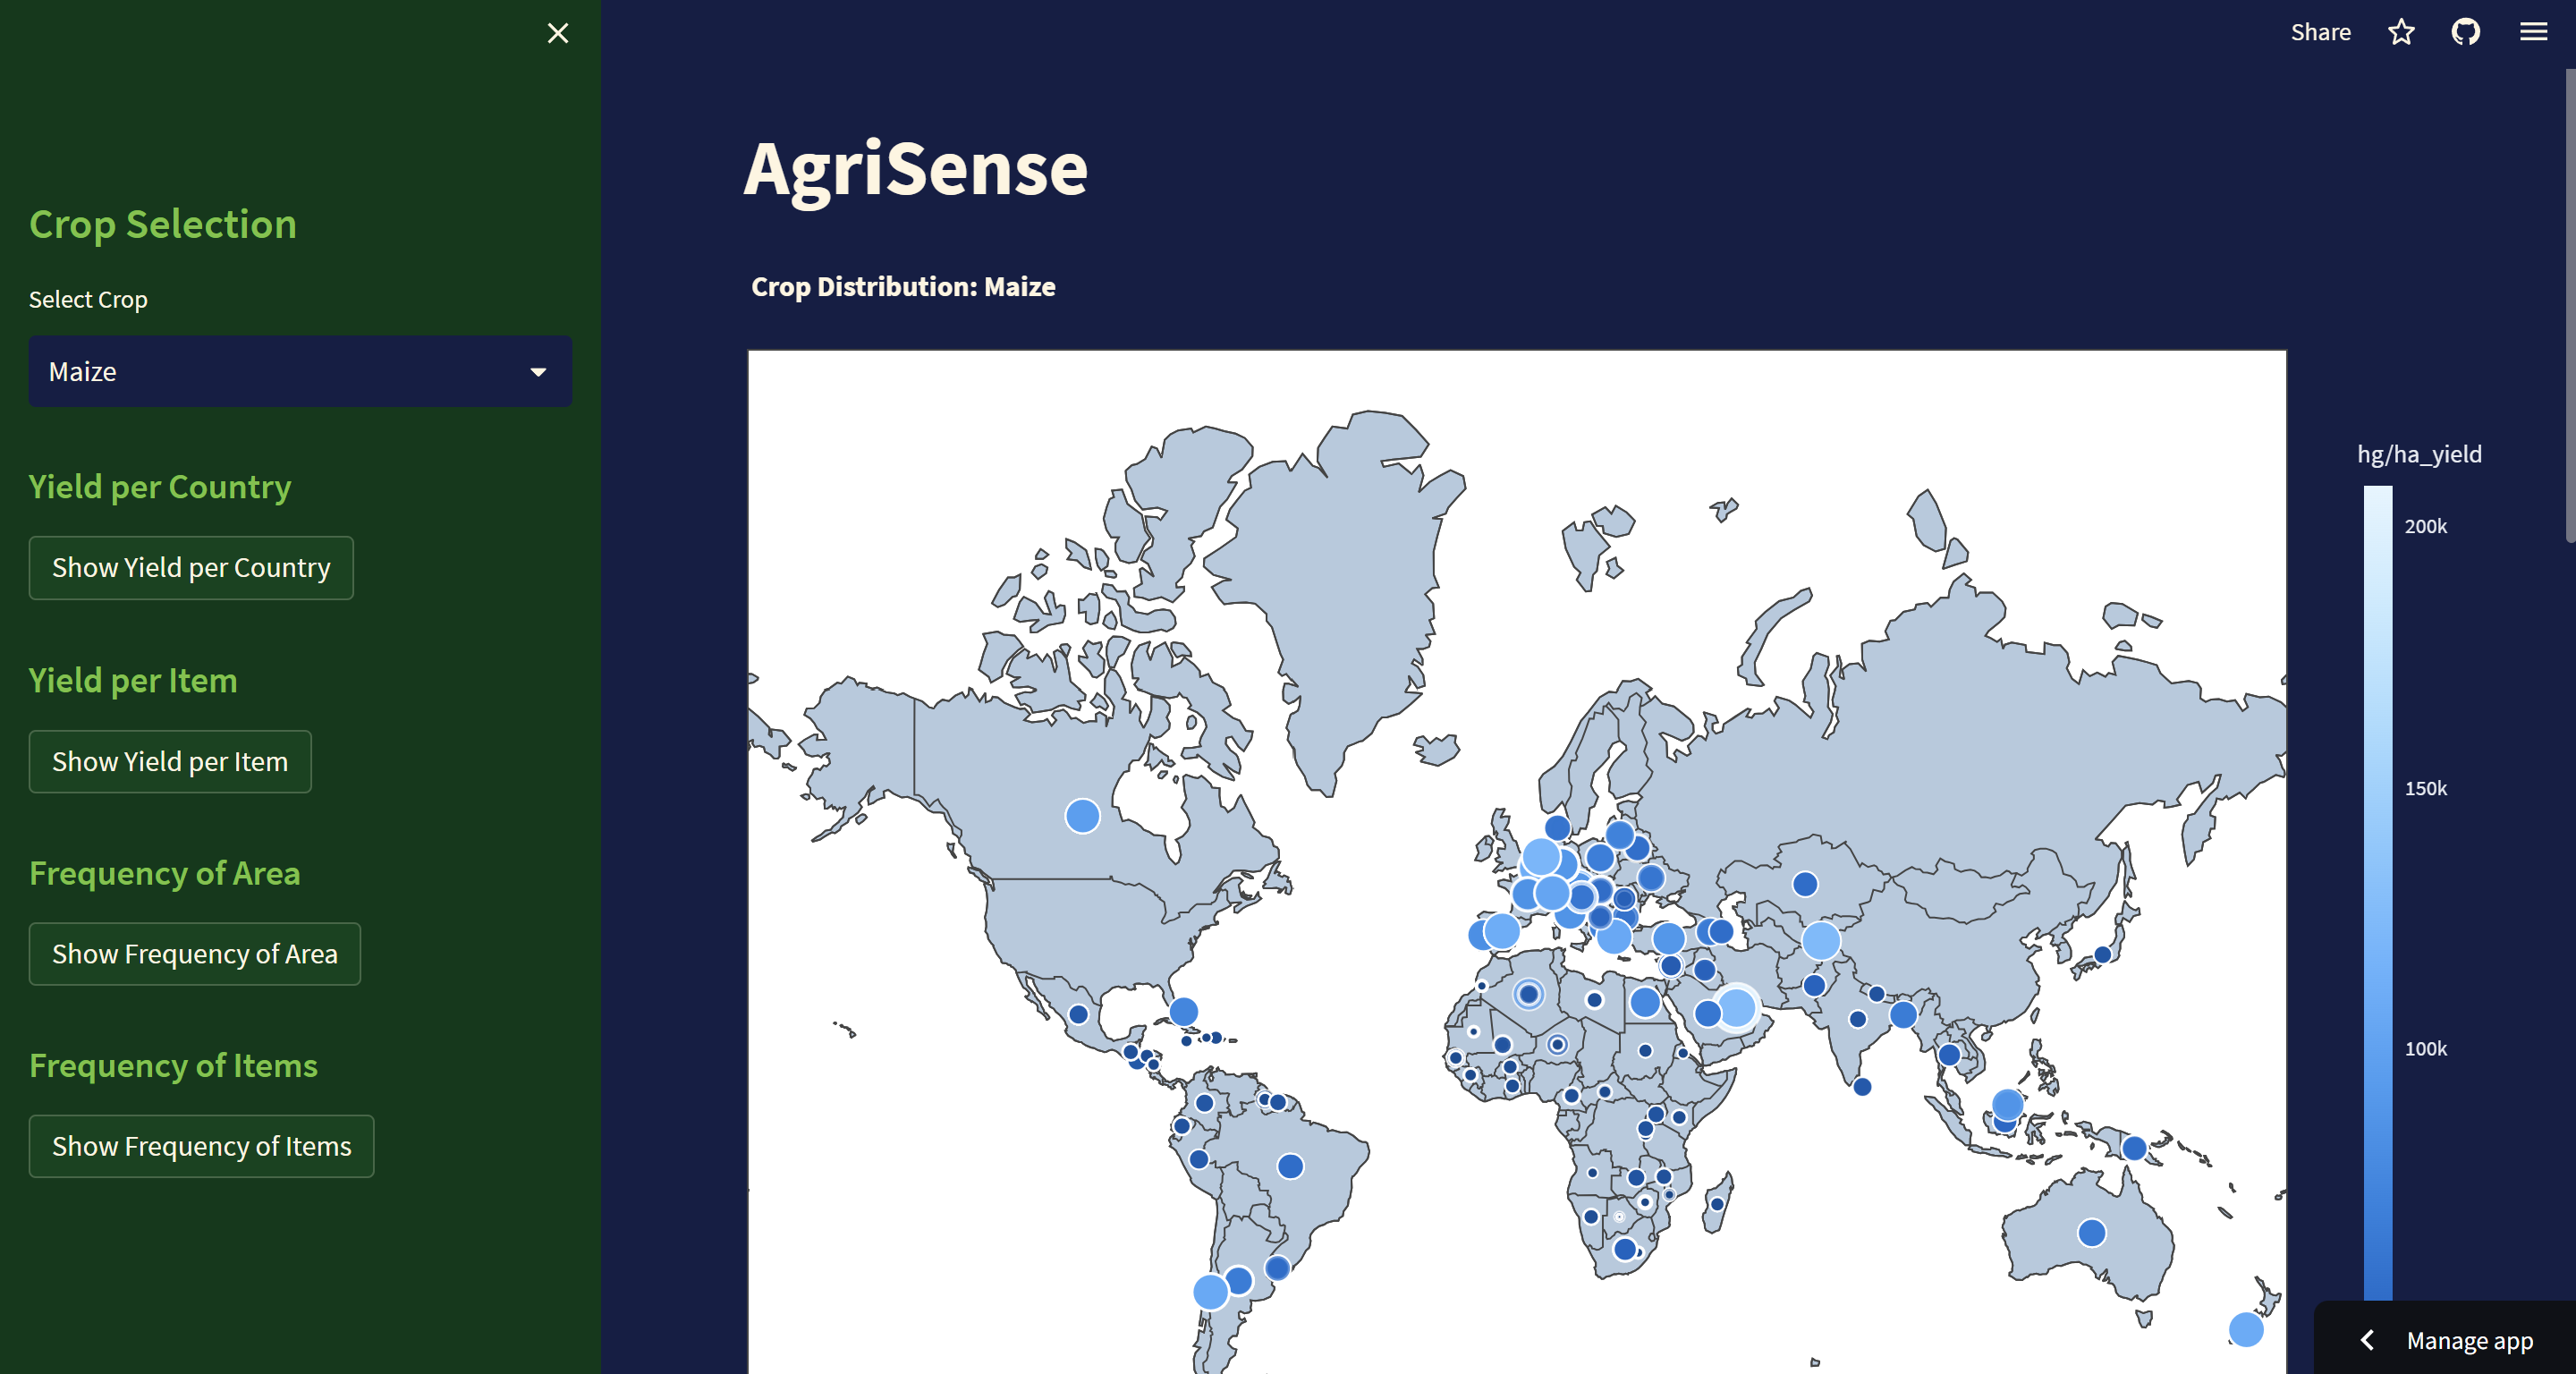 Share
Crop Selection
Select Crop
Maize
Yield per Country
Show Yield per Country
Yield per Item
Show Yield per Item
Frequency of Area
Show Frequency of Area
Frequency of Items
Show Frequency of Items
AgriSense
Crop Distribution: Maize
hg/ha_yield
200k
150k
100k
Manage app